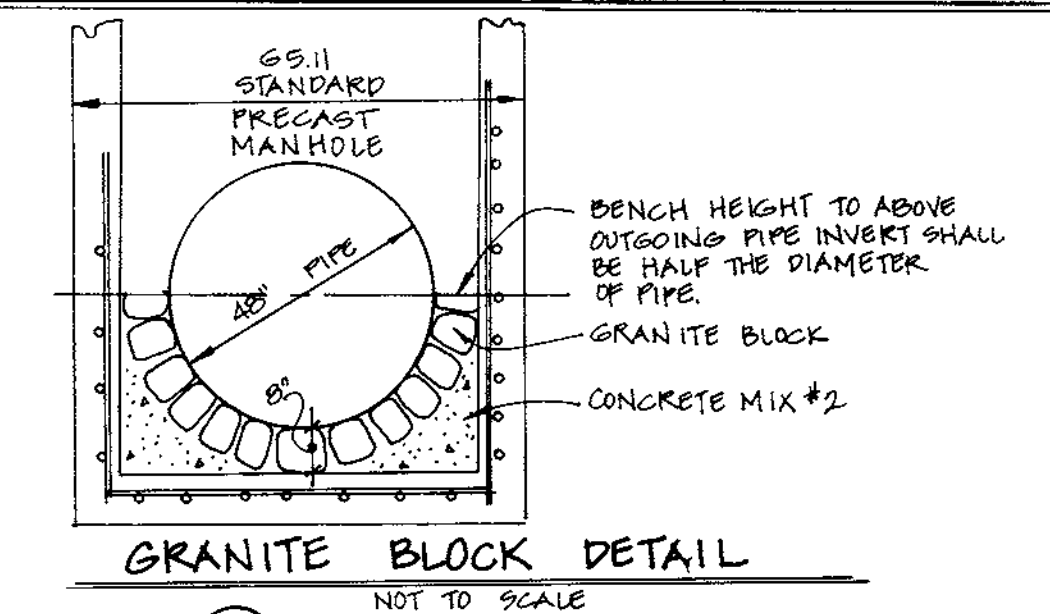 G5.11
STANDARD
PRECAST
MANHOLE
BENCH HEIGHT TO ABOVE
OUTGOING PIPE INVERT SHALL
BE HALF THE DIAMETER
OF PIPE.
48" PIPE
GRANITE BLOCK
8"
CONCRETE MIX #2
GRANITE BLOCK DETAIL
NOT TO SCALE